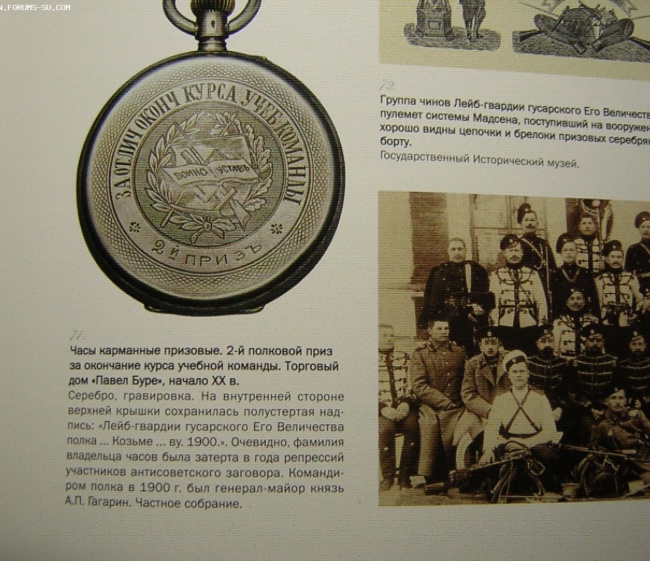 .FORUMS-SU.COM
ЗА ОТЛИЧ. ОКОНЧ КУРСА УЧЕБ. КОМАНДЫ
ВОИНО УСТАВЪ
2й ПРИЗЪ
71.
Часы карманные призовые. 2-й полковой приз
за окончание курса учебной команды. Торговый
дом «Павел Буре», начало XX в.
Серебро, гравировка. На внутренней стороне
верхней крышки сохранилась полустертая над-
пись: «Лейб-гвардии гусарского Его Величества
полка ... Козьме ... ву. 1900.». Очевидно, фамилия
владельца часов была затерта в года репрессий
участников антисоветского заговора. Команди-
ром полка в 1900 г. был генерал-майор князь
А.П. Гагарин. Частное собрание.
72.
Группа чинов Лейб-гвардии гусарского Его Величеств
пулемет системы Мадсена, поступивший на вооружен
хорошо видны цепочки и брелоки призовых серебрян
борту.
Государственный Исторический музей.